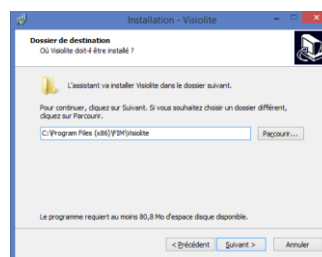 Installation - Visiolite
Dossier de destination
Où Visiolite doit-il être installé ?
L'assistant va installer Visiolite dans le dossier suivant.
Pour continuer, cliquez sur Suivant. Si vous souhaitez choisir un dossier différent,
cliquez sur Parcourir.
C:\Program Files (x86)\FIM\Visiolite
Parcourir...
Le programme requiert au moins 80,8 Mo d'espace disque disponible.
< Précédent
Suivant >
Annuler